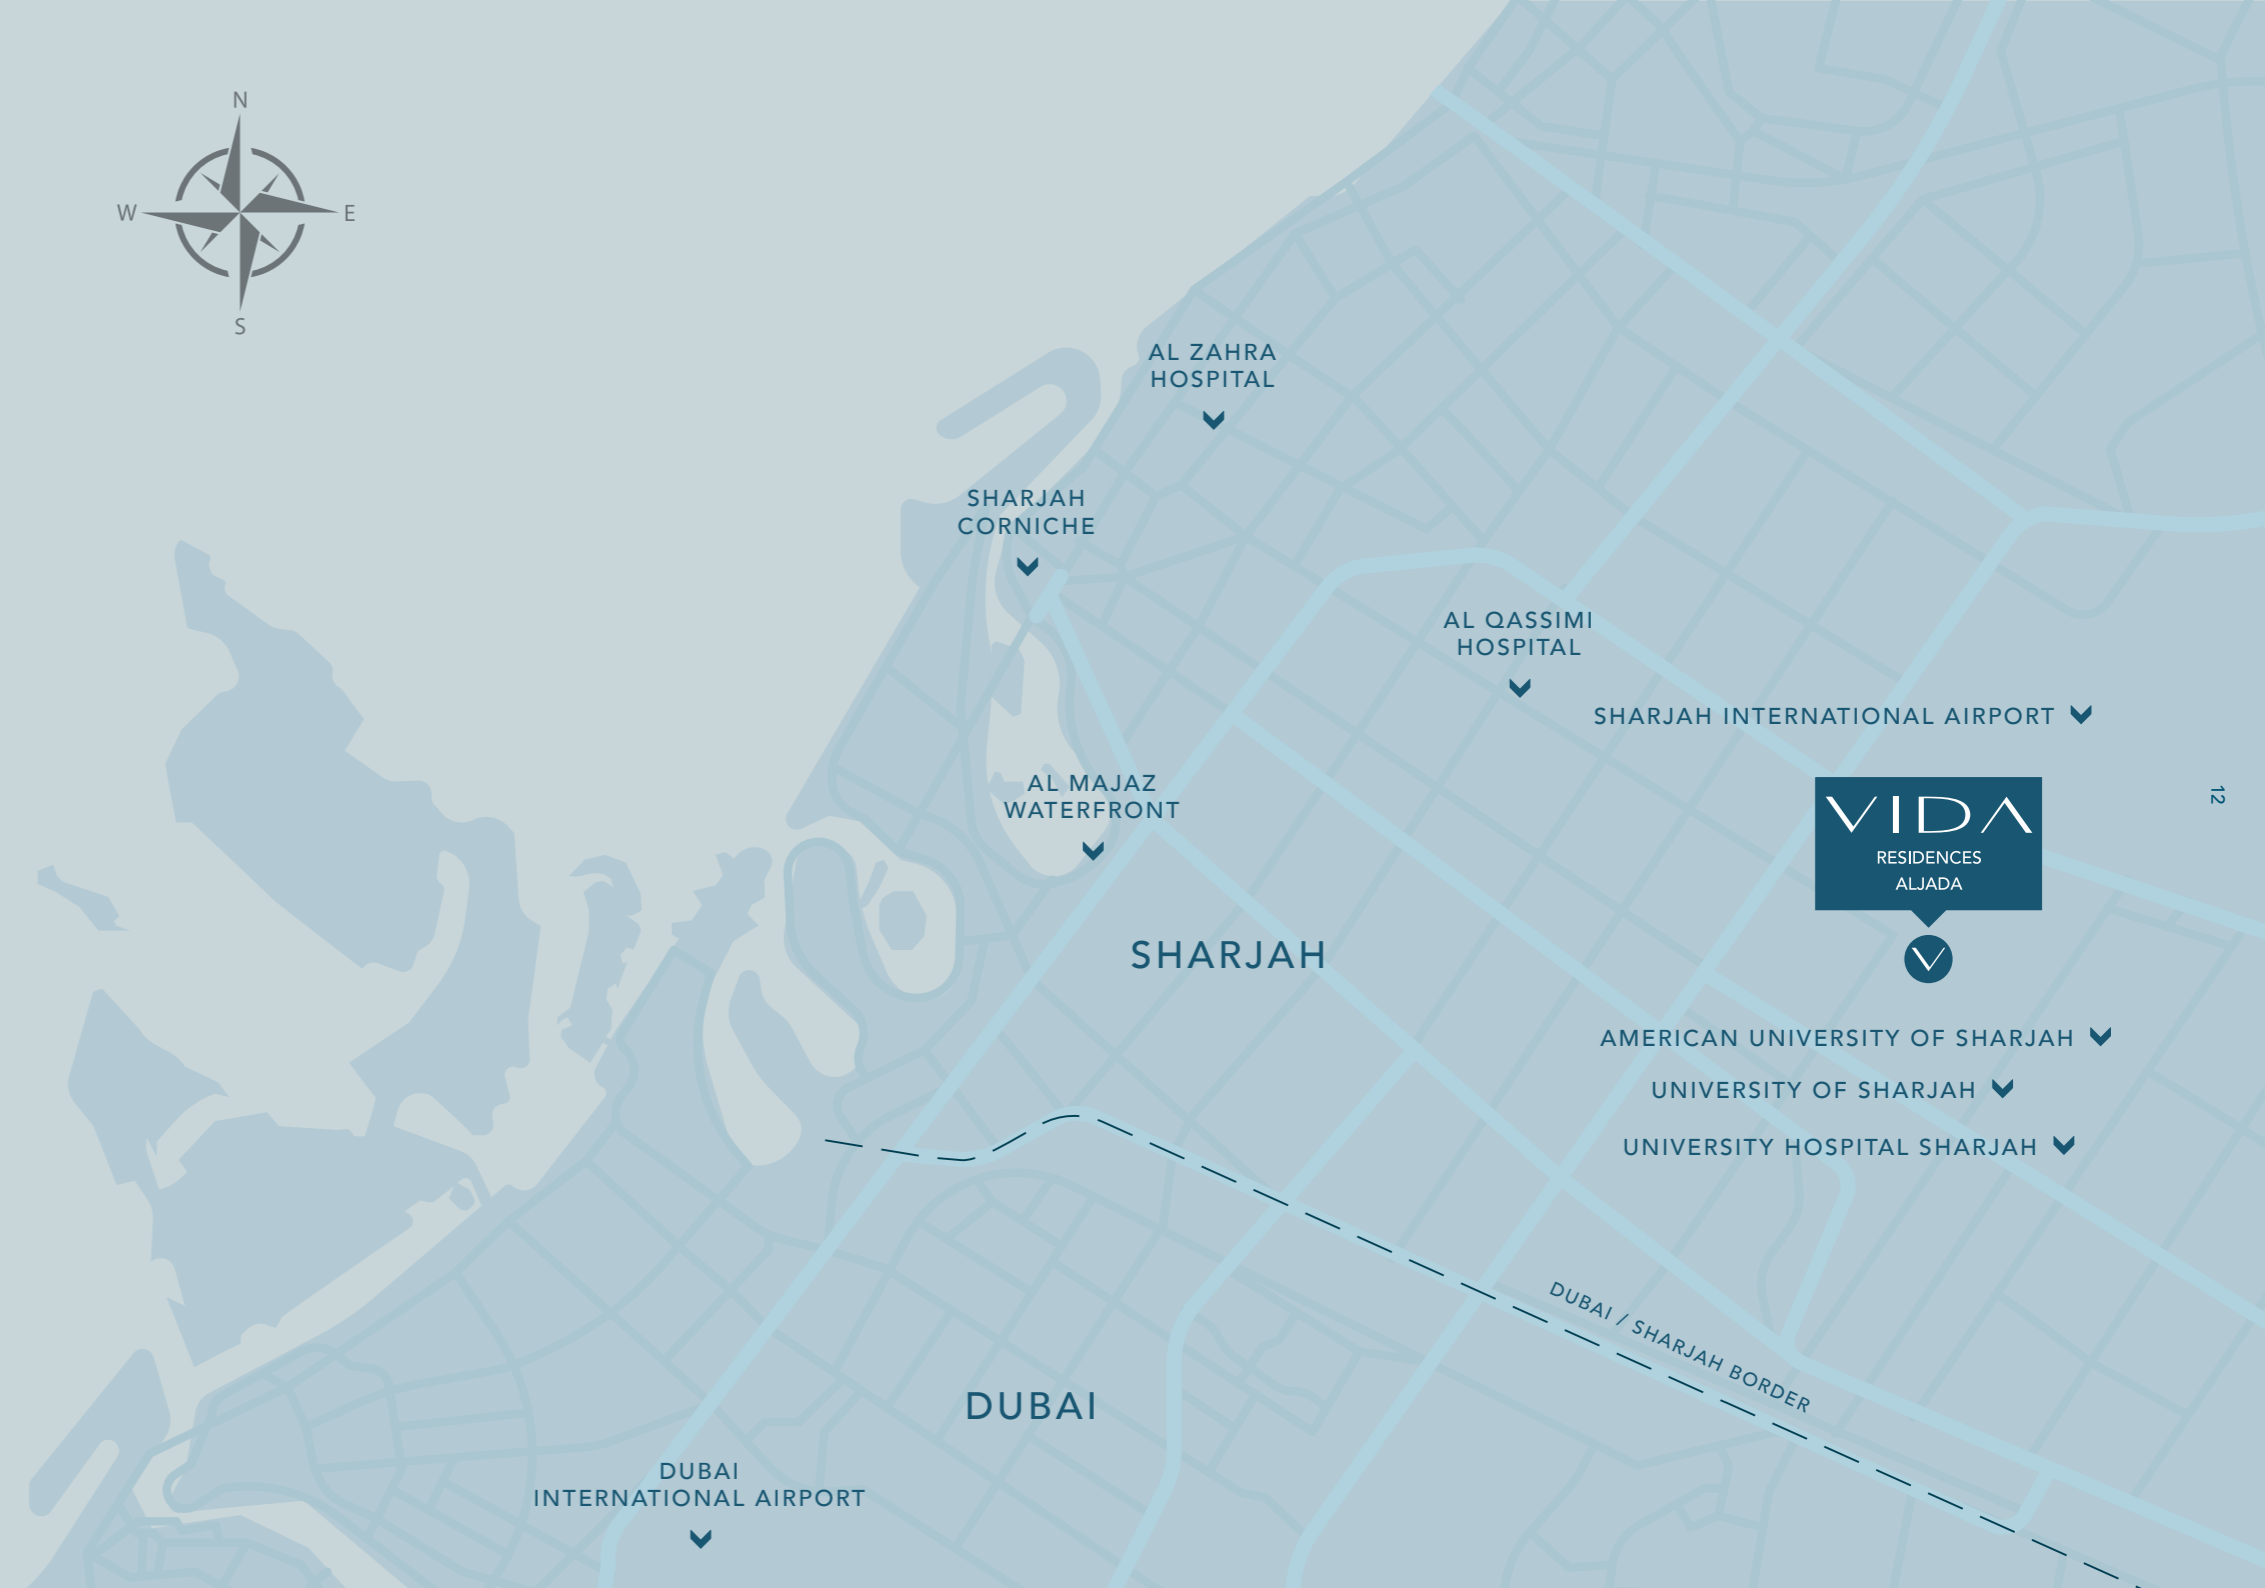 N
W
E
S
AL ZAHRA
HOSPITAL
SHARJAH
CORNICHE
AL QASSIMI
HOSPITAL
SHARJAH INTERNATIONAL AIRPORT
AL MAJAZ
WATERFRONT
12
VIDA
RESIDENCES
ALJADA
V
SHARJAH
AMERICAN UNIVERSITY OF SHARJAH
UNIVERSITY OF SHARJAH
UNIVERSITY HOSPITAL SHARJAH
DUBAI / SHARJAH BORDER
DUBAI
DUBAI
INTERNATIONAL AIRPORT